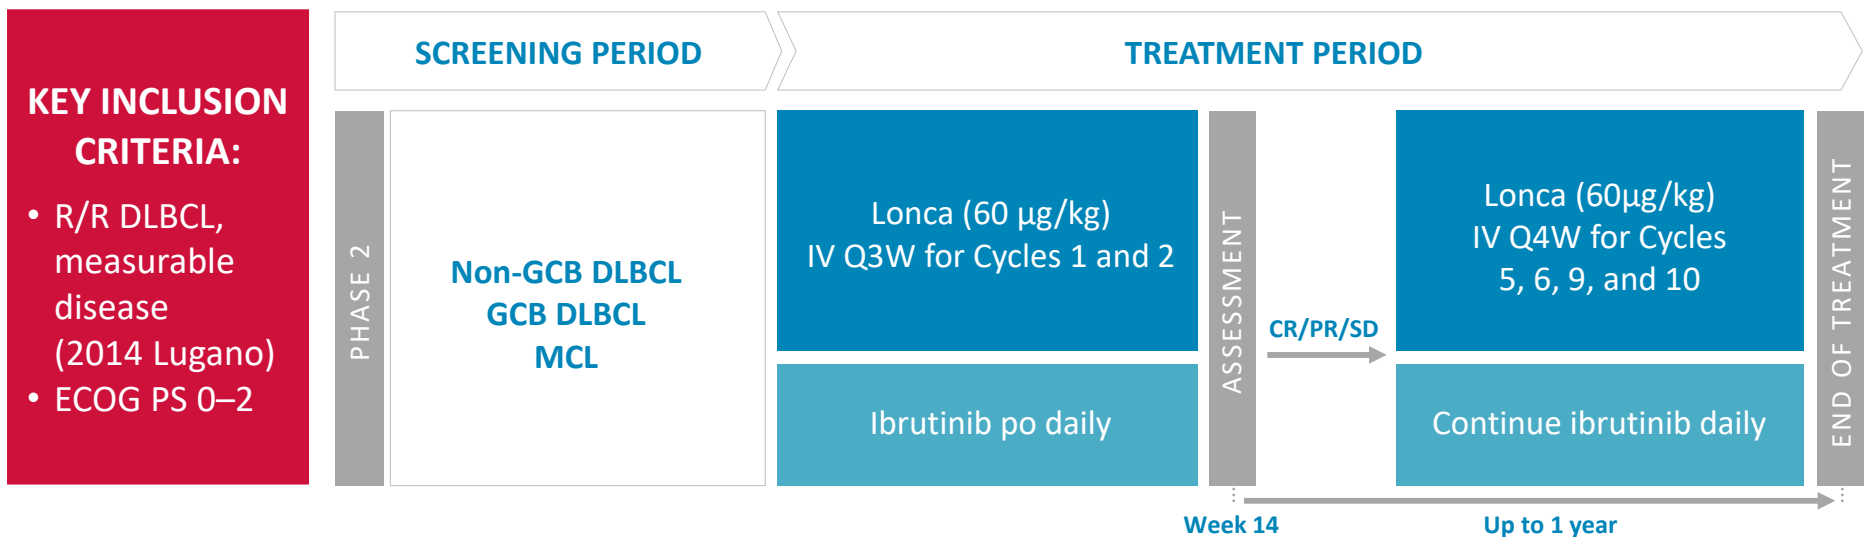 KEY INCLUSION
CRITERIA:
• R/R DLBCL,
measurable
disease
(2014 Lugano)
• ECOG PS 0–2
SCREENING PERIOD
TREATMENT PERIOD
PHASE 2
Non-GCB DLBCL
GCB DLBCL
MCL
Lonca (60 µg/kg)
IV Q3W for Cycles 1 and 2
Ibrutinib po daily
ASSESSMENT
CR/PR/SD
Lonca (60µg/kg)
IV Q4W for Cycles
5, 6, 9, and 10
Continue ibrutinib daily
END OF TREATMENT
Week 14
Up to 1 year